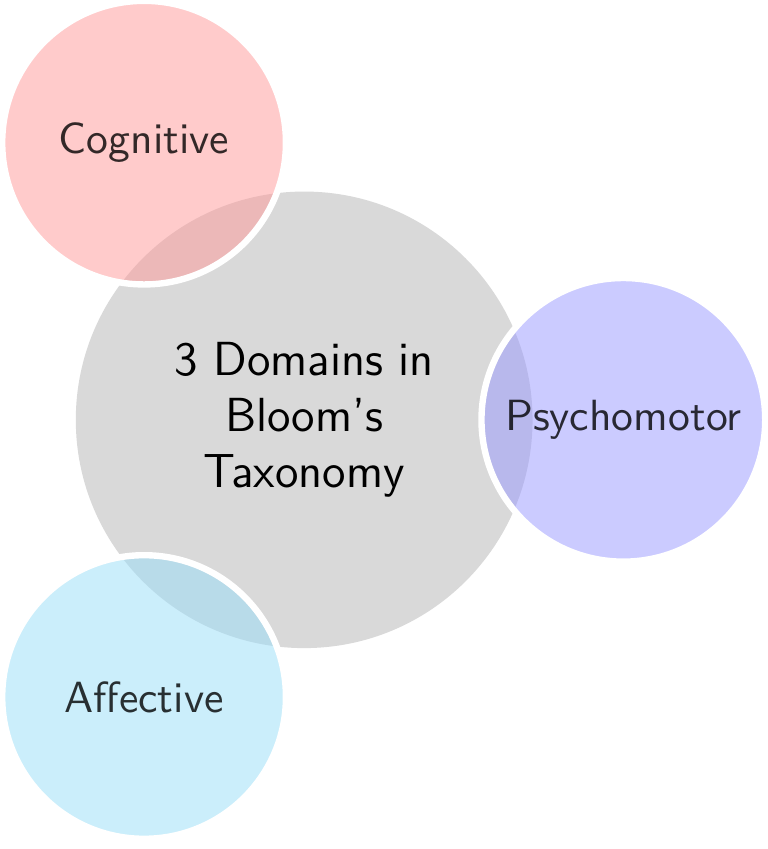 Cognitive
3 Domains in
Bloom’s
Taxonomy
Psychomotor
Affective